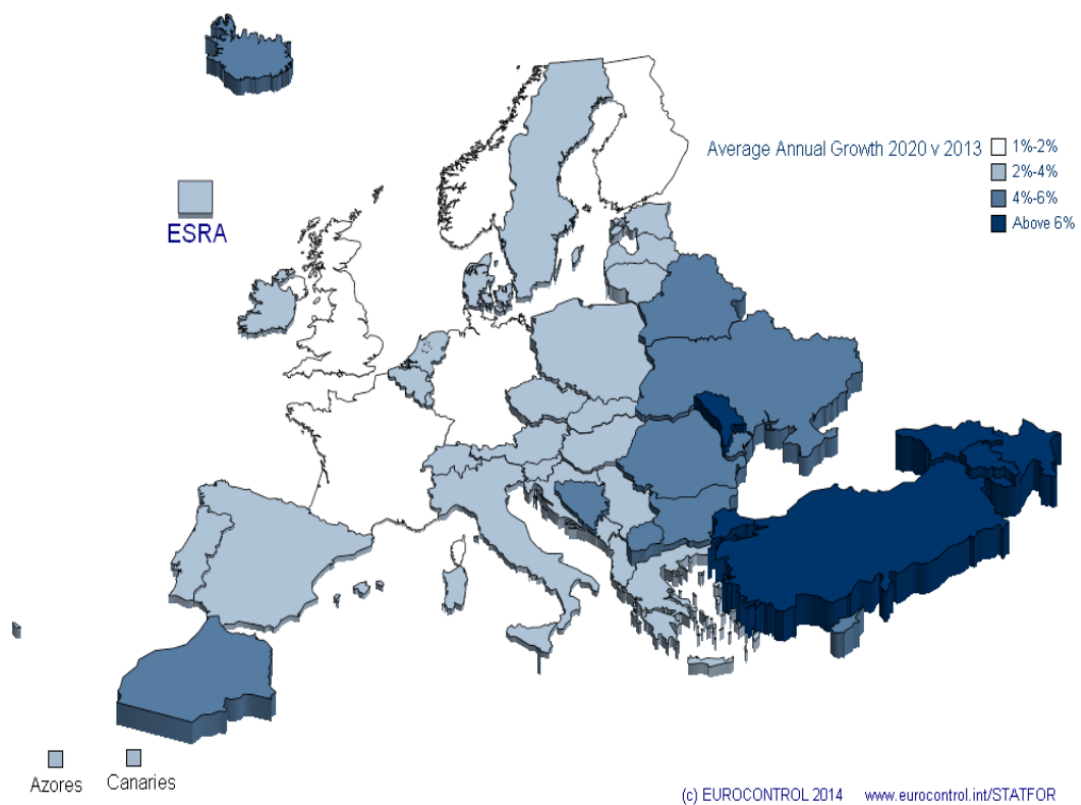 Average Annual Growth 2020 v 2013
1%-2%
2%-4%
4%-6%
Above 6%
ESRA
Azores
Canaries
(c) EUROCONTROL 2014 www.eurocontrol.int/STATFOR